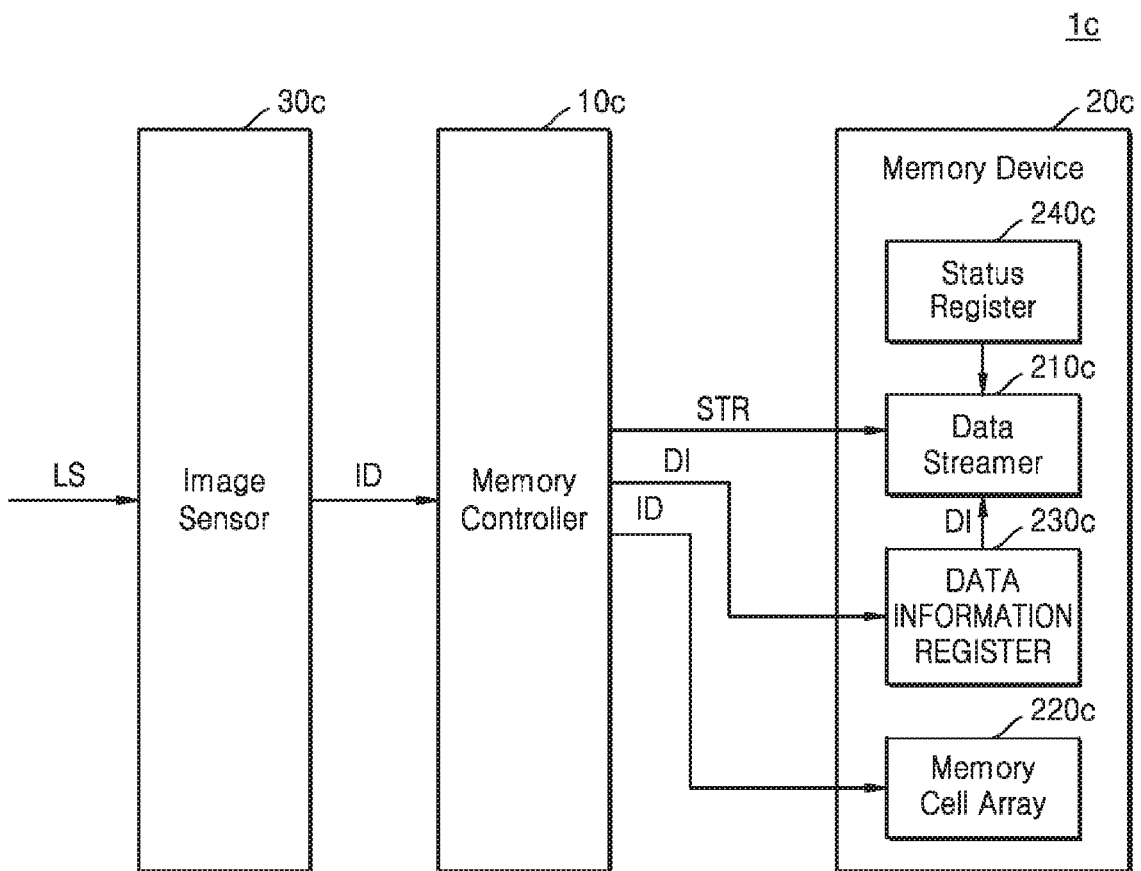 1c
30c
10c
20c
Memory Device
240c
Status
Register
210c
STR
Data
Streamer
LS
Image
Sensor
ID
Memory
Controller
DI
ID
DI
230c
DATA
INFORMATION
REGISTER
220c
Memory
Cell Array